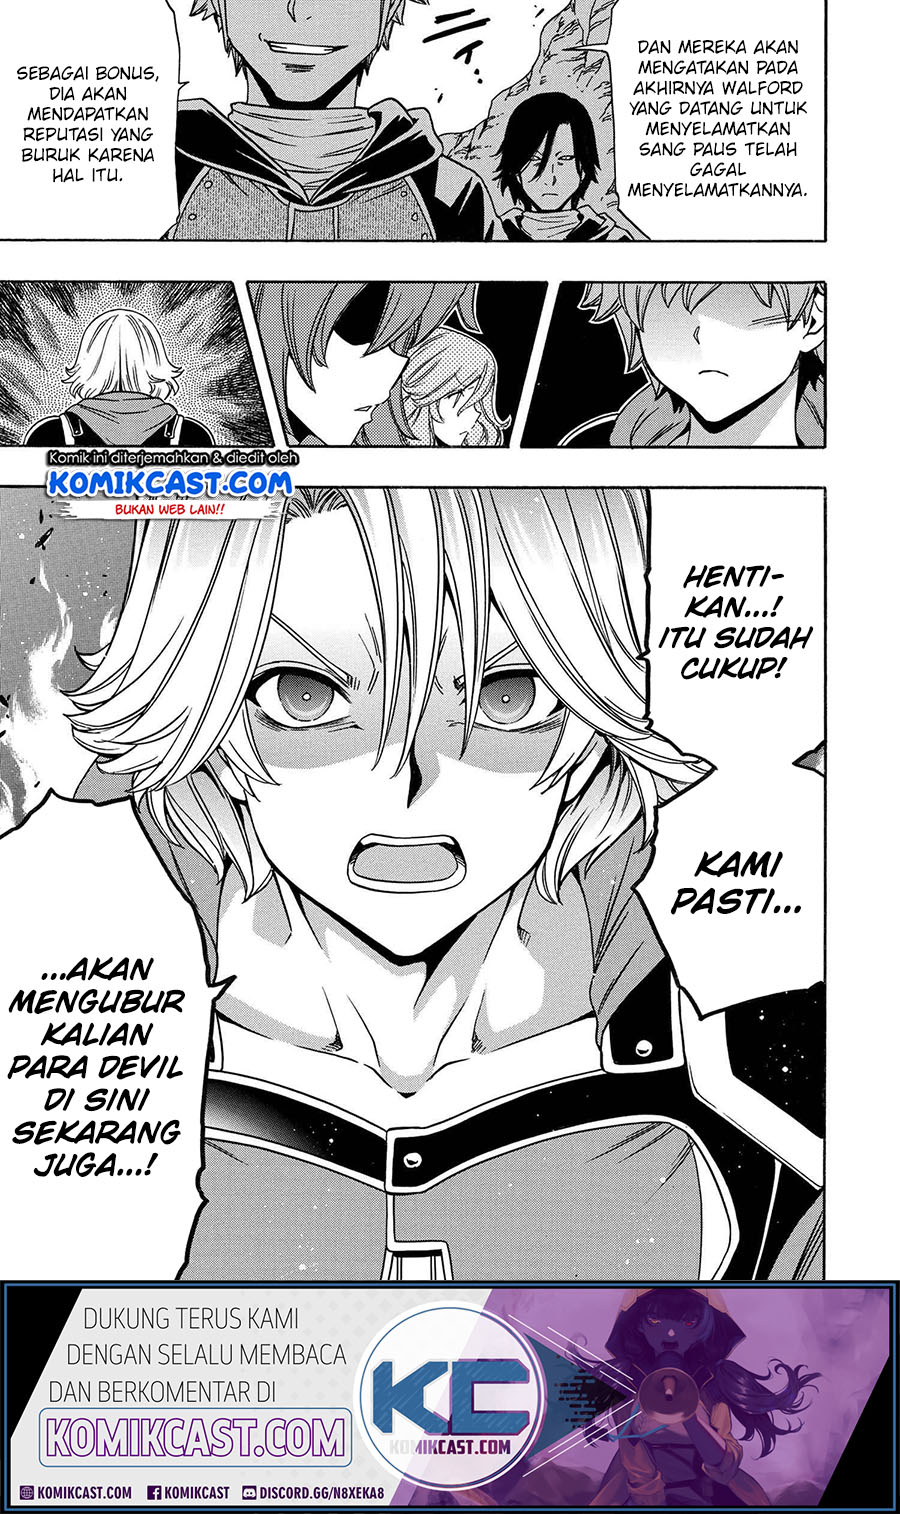 DAN MEREKA AKAN
MENGATAKAN PADA
AKHIRNYA WALFORD
YANG DATANG UNTUK
MENYELAMATKAN
SANG PAUS TELAH
GAGAL
MENYELAMATKANNYA.
SEBAGAI BONUS,
DIA AKAN
MENDAPATKAN
REPUTASI YANG
BURUK KARENA
HAL ITU.
Komik ini diterjemahkan & diedit oleh
KOMIKCAST.COM
BUKAN WEB LAIN!!
HENTI-
KAN...!
ITU SUDAH
CUKUP!
KAMI
PASTI...
...AKAN
MENGUBUR
KALIAN
PARA DEVIL
DI SINI
SEKARANG
JUGA...!
DUKUNG TERUS KAMI
DENGAN SELALU MEMBACA
DAN BERKOMENTAR DI
KOMIKCAST.COM
KC
KOMIKCAST.COM
KOMIKCAST.COM KOMIKCAST DISCORD.GG/N8XEKA8